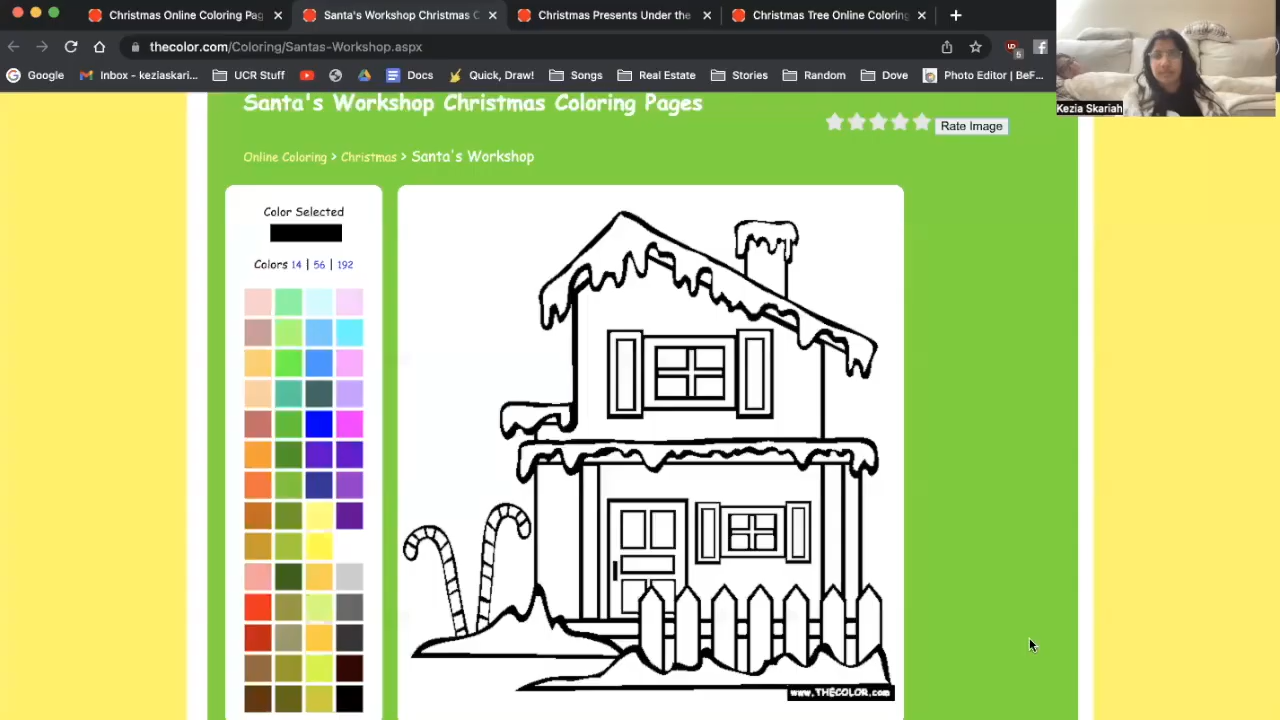 Christmas Online Coloring Pag
Santa's Workshop Christmas C
Christmas Presents Under the
Christmas Tree Online Coloring
thecolor.com/Coloring/Santas-Workshop.aspx
Google
Inbox - keziaskari...
UCR Stuff
Docs
Quick, Draw!
Songs
Real Estate
Stories
Random
Dove
Photo Editor | BeF...
Kezia Skariah
Santa's Workshop Christmas Coloring Pages
Rate Image
Online Coloring > Christmas > Santa's Workshop
Color Selected
Colors 14 | 56 | 192
www.THECOLOR.com